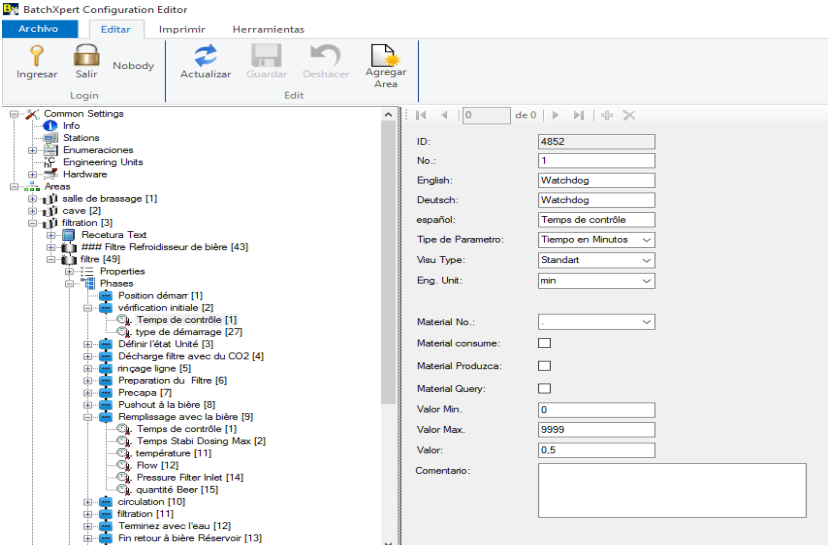 BatchXpert Configuration Editor
Archivo Editar Imprimir Herramientas
Ingresar Salir Nobody Actualizar Guardar Deshacer Agregar Area
Login Edit
Common Settings
Info
Stations
Enumeraciones
Engineering Units
Hardware
Areas
salle de brassage [1]
cave [2]
filtration [3]
Recetura Text
### Filtre Refroidisseur de bière [43]
filtre [49]
Properties
Phases
Position démarr [1]
vérification initiale [2]
Temps de contrôle [1]
type de démarrage [27]
Définir l'état Unité [3]
Décharge filtre avec du CO2 [4]
rinçage ligne [5]
Preparation du Filtre [6]
Precapa [7]
Pushout à la bière [8]
Remplissage avec la bière [9]
Temps de contrôle [1]
Temps Stabi Dosing Max [2]
température [11]
Flow [12]
Pressure Filter Inlet [14]
quantité Beer [15]
circulation [10]
filtration [11]
Terminez avec l'eau [12]
Fin retour à bière Réservoir [13]
0 de 0
ID: 4852
No.: 1
English: Watchdog
Deutsch: Watchdog
español: Temps de contrôle
Tipo de Parametro: Tiempo en Minutos
Visu Type: Standart
Eng. Unit: min
Material No.: .
Material consume:
Material Produzca:
Material Query:
Valor Min. 0
Valor Max. 9999
Valor: 0,5
Comentario: